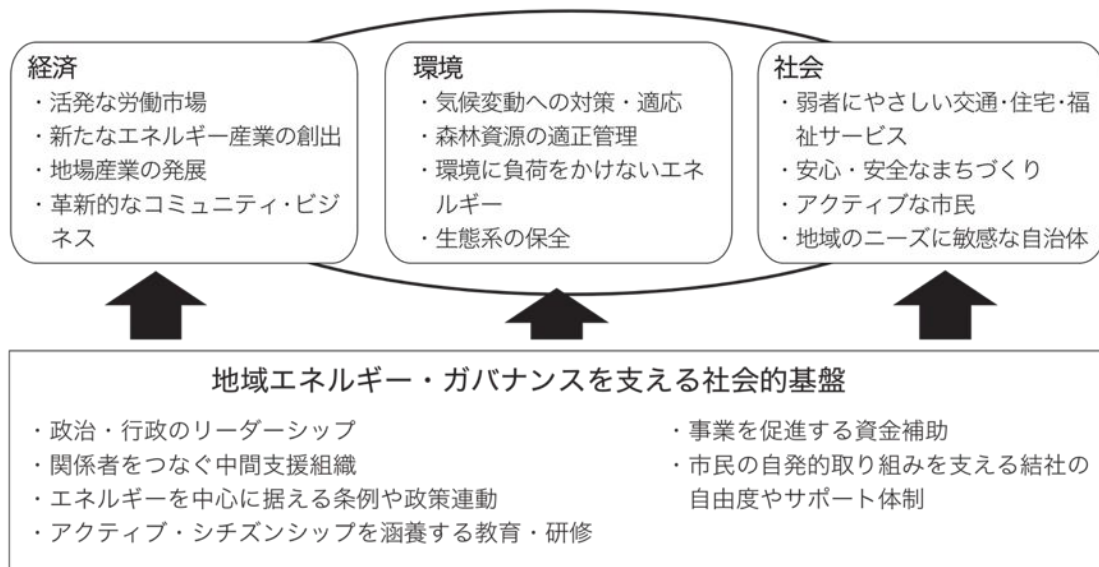 経済
・活発な労働市場
・新たなエネルギー産業の創出
・地場産業の発展
・革新的なコミュニティ・ビジ
ネス
環境
・気候変動への対策・適応
・森林資源の適正管理
・環境に負荷をかけないエネ
ルギー
・生態系の保全
社会
・弱者にやさしい交通・住宅・福
祉サービス
・安心・安全なまちづくり
・アクティブな市民
・地域のニーズに敏感な自治体
地域エネルギー・ガバナンスを支える社会的基盤
・政治・行政のリーダーシップ
・関係者をつなぐ中間支援組織
・エネルギーを中心に据える条例や政策連動
・アクティブ・シチズンシップを涵養する教育・研修
・事業を促進する資金補助
・市民の自発的取り組みを支える結社の
自由度やサポート体制